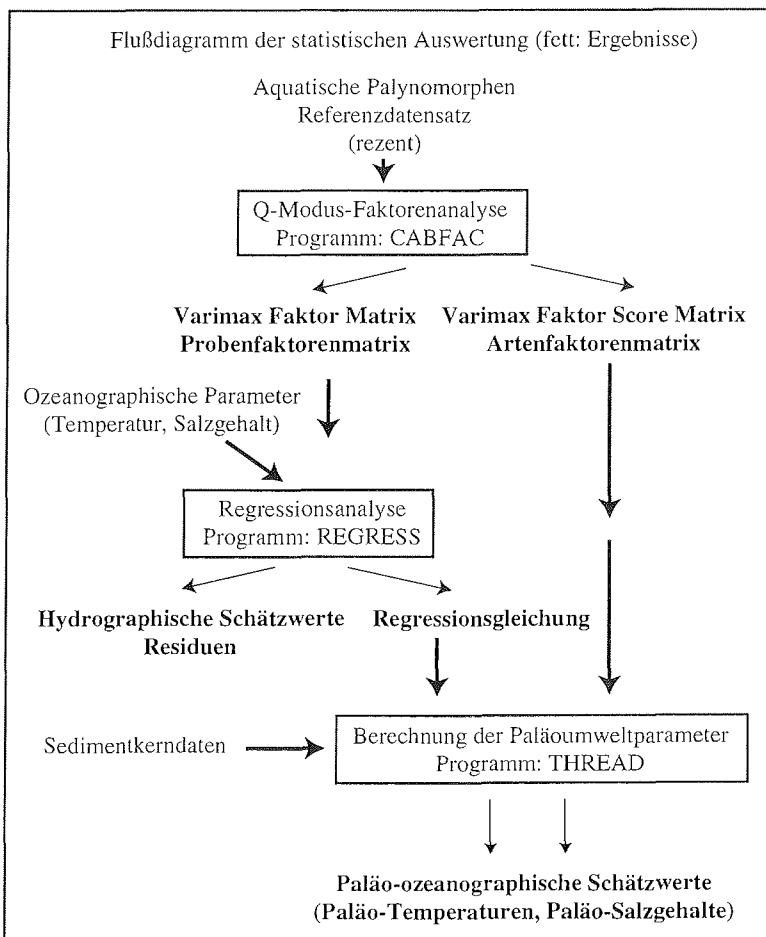 Flußdiagramm der statistischen Auswertung (fett: Ergebnisse)
Aquatische Palynomorphen
Referenzdatensatz
(rezent)
Q-Modus-Faktorenanalyse
Programm: CABFAC
Varimax Faktor Matrix
Probenfaktorenmatrix
Varimax Faktor Score Matrix
Artenfaktorenmatrix
Ozeanographische Parameter
(Temperatur, Salzgehalt)
Regressionsanalyse
Programm: REGRESS
Hydrographische Schätzwerte
Residuen
Regressionsgleichung
Sedimentkerndaten
Berechnung der Paläoumweltparameter
Programm: THREAD
Paläo-ozeanographische Schätzwerte
(Paläo-Temperaturen, Paläo-Salzgehalte)